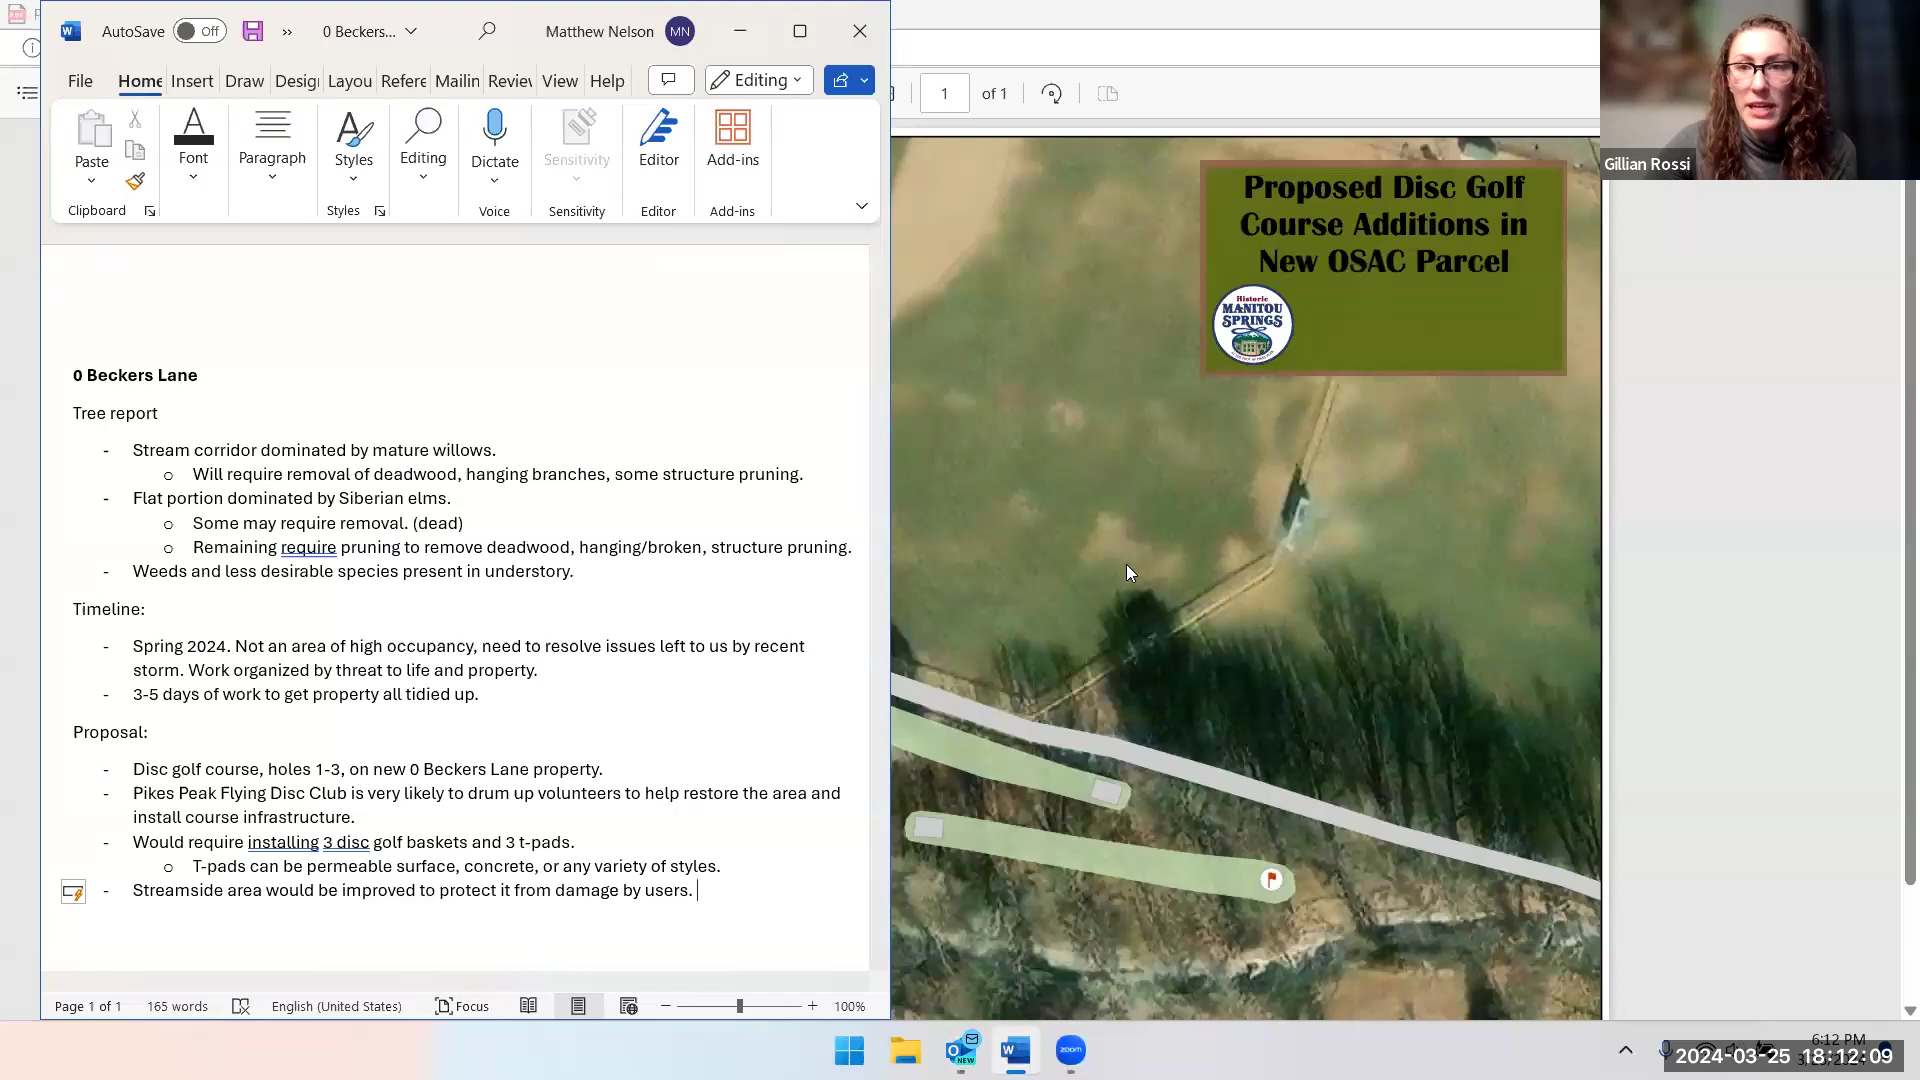 AutoSave
Off
0 Beckers...
Matthew Nelson
MN
File
Home
Insert
Draw
Desig
Layou
Refere
Mailin
Review
View
Help
Editing
Paste
Font
Paragraph
Styles
Editing
Dictate
Sensitivity
Editor
Add-ins
Clipboard
Styles
Voice
Sensitivity
Editor
Add-ins
1
of 1
Gillian Rossi
Proposed Disc Golf
Course Additions in
New OSAC Parcel
Historic
MANITOU
SPRINGS
0 Beckers Lane
Tree report
- Stream corridor dominated by mature willows.
o Will require removal of deadwood, hanging branches, some structure pruning.
- Flat portion dominated by Siberian elms.
o Some may require removal. (dead)
o Remaining require pruning to remove deadwood, hanging/broken, structure pruning.
- Weeds and less desirable species present in understory.
Timeline:
- Spring 2024. Not an area of high occupancy, need to resolve issues left to us by recent
storm. Work organized by threat to life and property.
- 3-5 days of work to get property all tidied up.
Proposal:
- Disc golf course, holes 1-3, on new 0 Beckers Lane property.
- Pikes Peak Flying Disc Club is very likely to drum up volunteers to help restore the area and
install course infrastructure.
- Would require installing 3 disc golf baskets and 3 t-pads.
o T-pads can be permeable surface, concrete, or any variety of styles.
- Streamside area would be improved to protect it from damage by users.
Page 1 of 1
165 words
English (United States)
Focus
100%
NEW
zoom
6:12 PM
2024-03-25 18:12:09